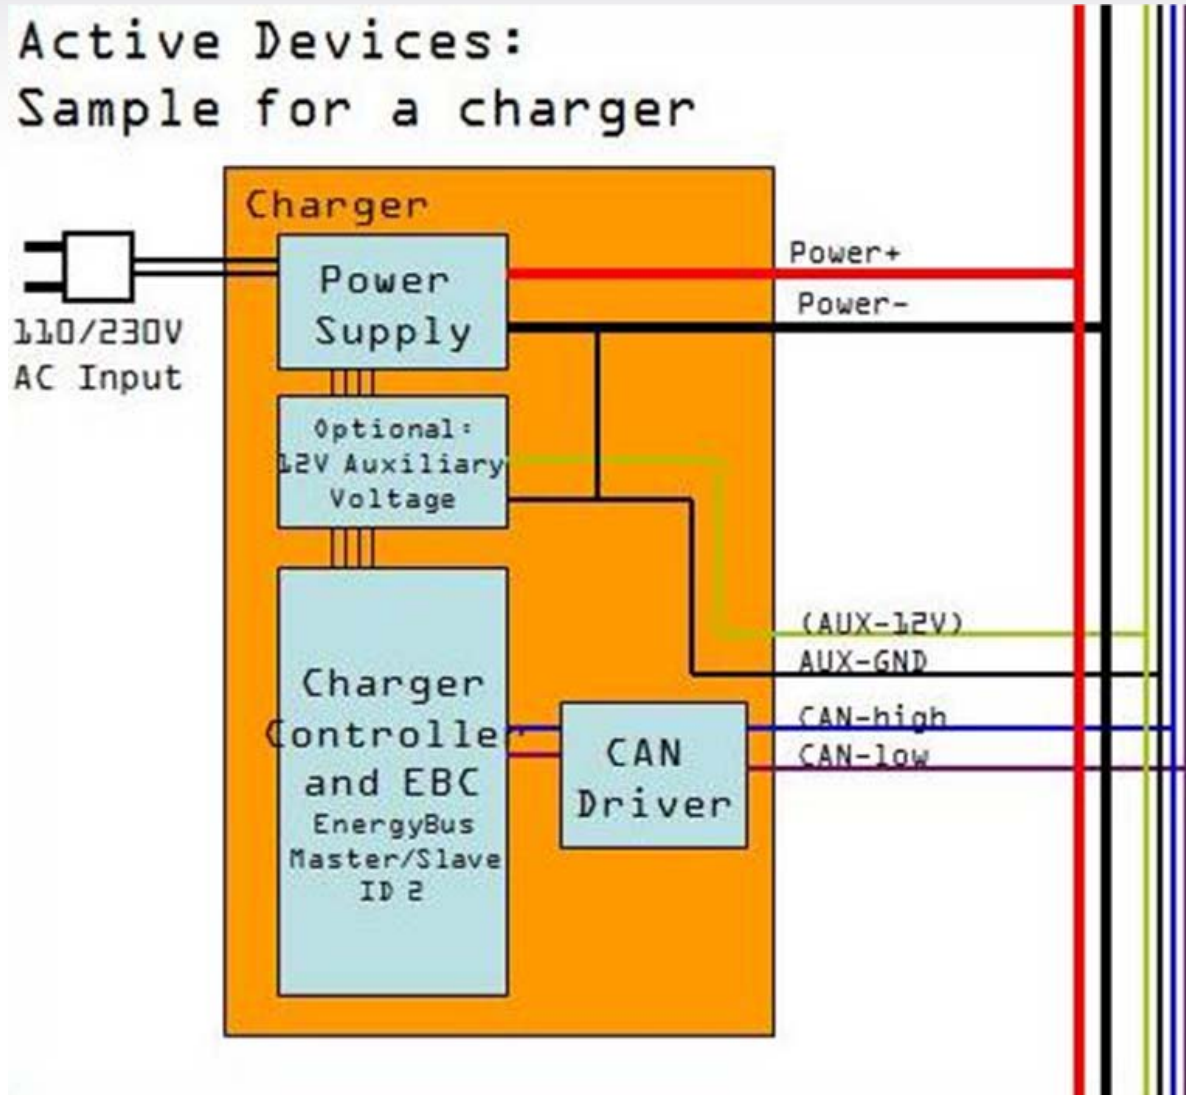 Active Devices:
Sample for a charger
Charger
Power
Supply
110/230V
AC Input
Optional:
12V Auxiliary
Voltage
Charger
Controller
and EBC
EnergyBus
Master/Slave
ID 2
CAN
Driver
Power+
Power-
(AUX-12V)
AUX-GND
CAN-high
CAN-low